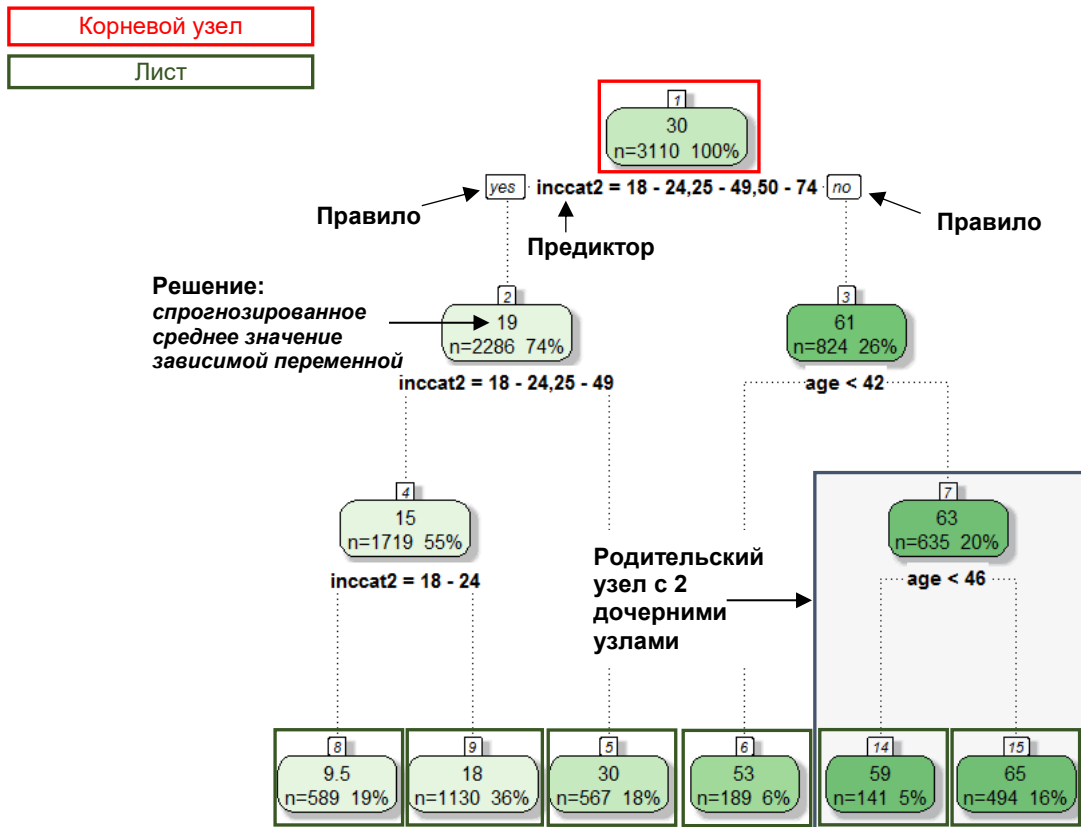 Корневой узел
Лист
1
30
n=3110 100%
yes inccat2 = 18 - 24,25 - 49,50 - 74 no
Правило
Предиктор
Правило
Решение:
спрогнозированное
среднее значение
зависимой переменной
2
19
n=2286 74%
inccat2 = 18 - 24,25 - 49
3
61
n=824 26%
age < 42
4
15
n=1719 55%
inccat2 = 18 - 24
Родительский
узел с 2
дочерними
узлами
7
63
n=635 20%
age < 46
8
9.5
n=589 19%
9
18
n=1130 36%
5
30
n=567 18%
6
53
n=189 6%
14
59
n=141 5%
15
65
n=494 16%